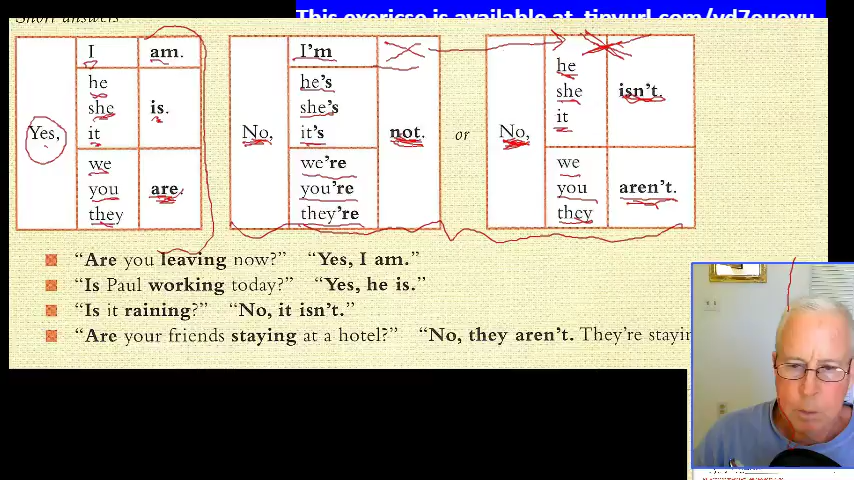 This exericse is available at tinyurl.com/yd7euovu
Short answers
Yes,
I
am.
he
she
it
is.
we
you
they
are.
No,
I'm
he's
she's
it's
we're
you're
they're
not.
or
No,
he
she
it
isn't.
we
you
they
aren't.
"Are you leaving now?" "Yes, I am."
"Is Paul working today?" "Yes, he is."
"Is it raining?" "No, it isn't."
"Are your friends staying at a hotel?" "No, they aren't. They're